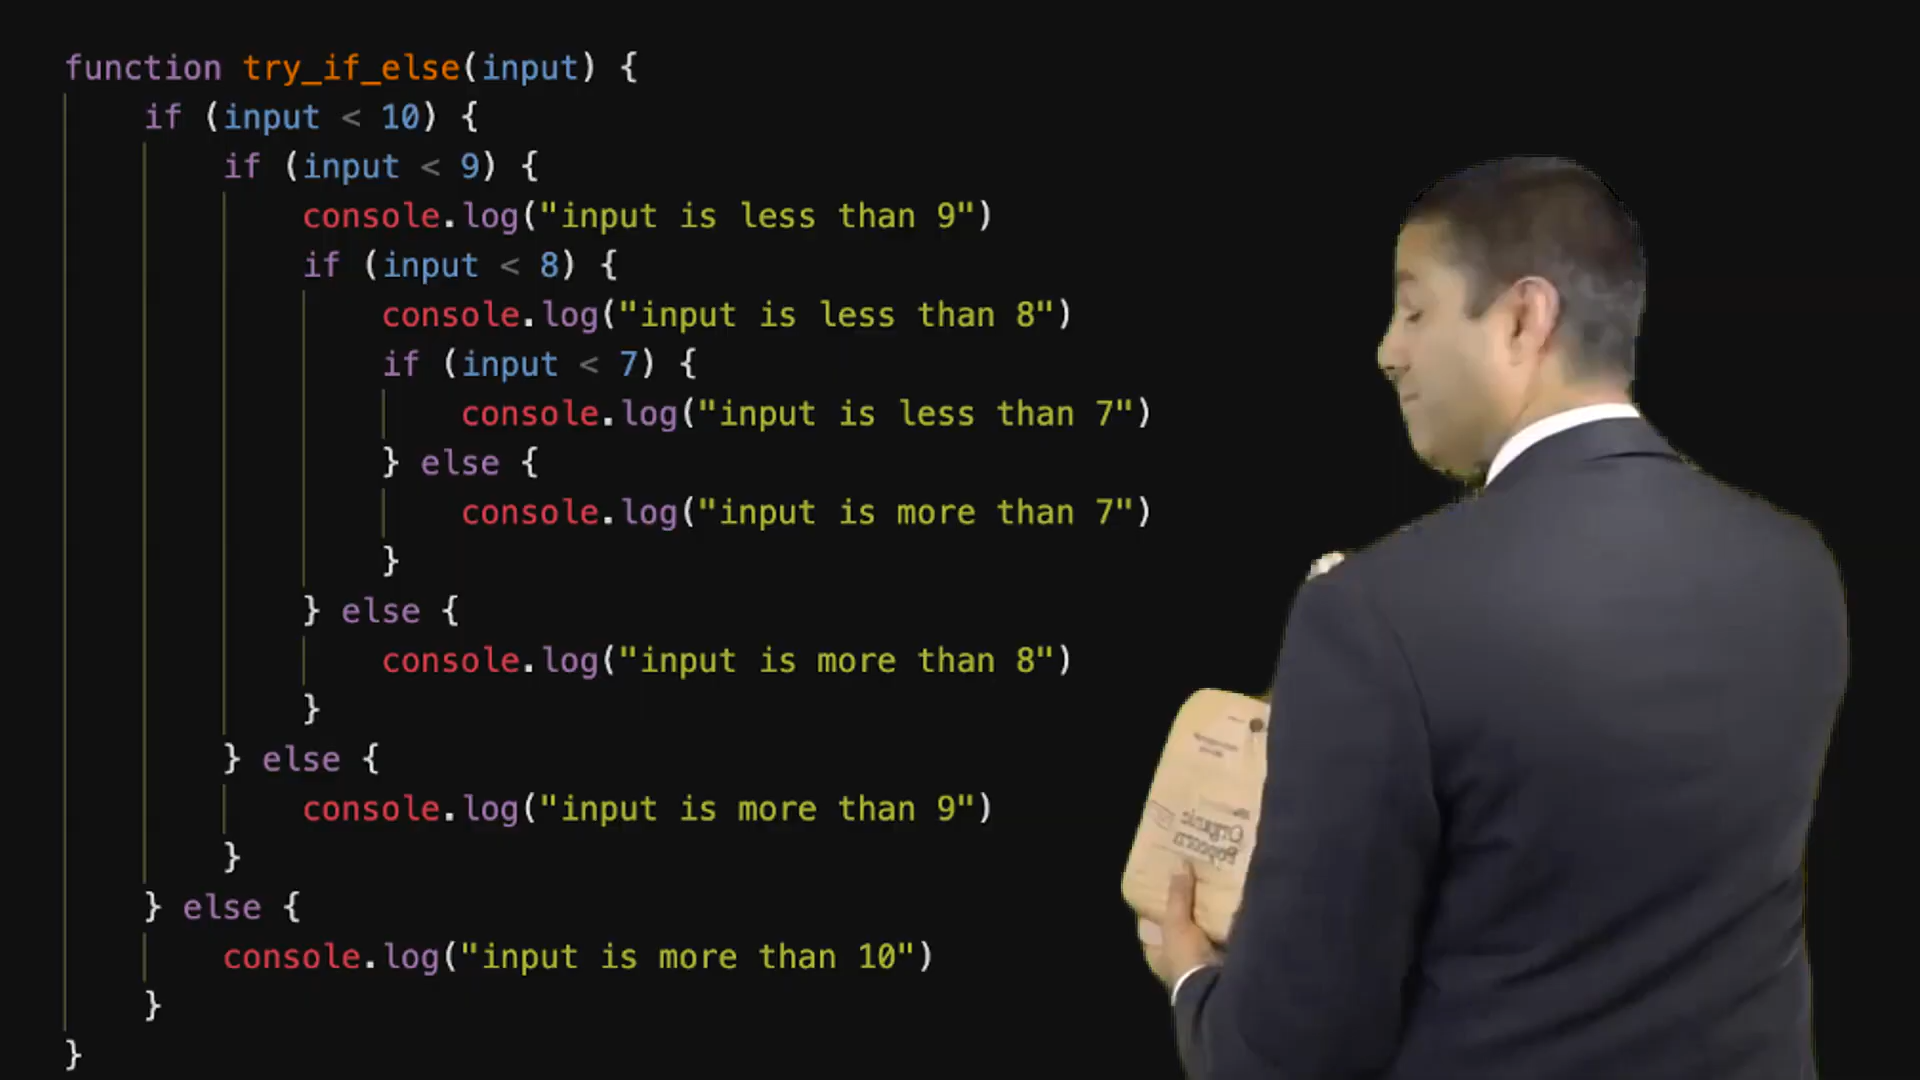 function try_if_else(input) {
if (input < 10) {
if (input < 9) {
console.log("input is less than 9")
if (input < 8) {
console.log("input is less than 8")
if (input < 7) {
console.log("input is less than 7")
} else {
console.log("input is more than 7")
}
} else {
console.log("input is more than 8")
}
} else {
console.log("input is more than 9")
}
} else {
console.log("input is more than 10")
}
}
Organic
Popcorn